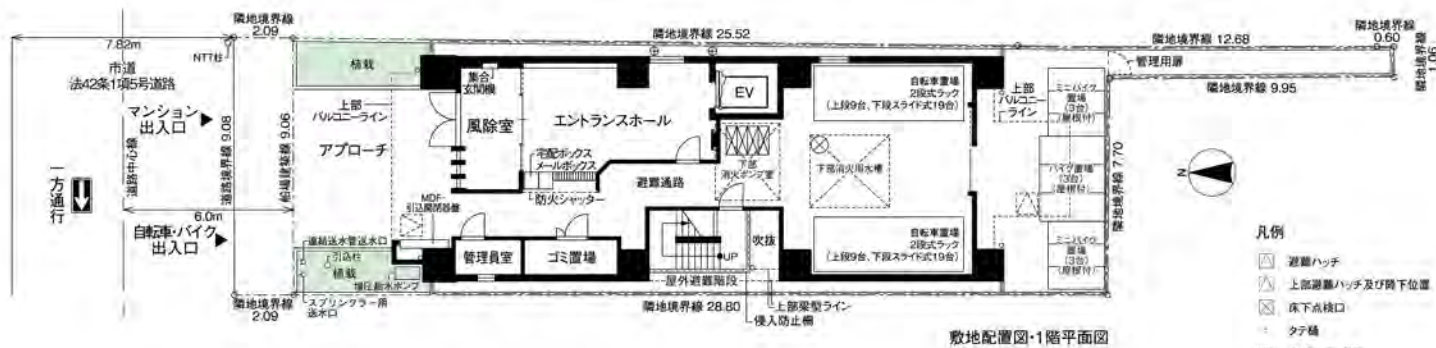 隣地境界線
2.09
7.82m
NTT柱
市道
法42条1項5号道路
マンション
出入口
一方通行
道路中心線
道路境界線 9.08
船場建築線 9.06
6.0m
自転車・バイク
出入口
隣地境界線
2.09
植栽
上部
バルコニーライン
アプローチ
MDF・
引込開閉器盤
連結送水管送水口
引込柱
植栽
増圧給水ポンプ
スプリンクラー用
送水口
隣地境界線 25.52
集合
玄関機
風除室
エントランスホール
宅配ボックス
メールボックス
防火シャッター
避難通路
管理員室
ゴミ置場
EV
下部
消火ポンプ室
吹抜
UP
屋外避難階段
上部梁型ライン
侵入防止柵
隣地境界線 28.80
自転車置場
2段式ラック
(上段9台、下段スライド式19台)
下部消火用水槽
自転車置場
2段式ラック
(上段9台、下段スライド式19台)
上部
バルコニー
ライン
管理用扉
ミニバイク
置場
(3台)
(屋根付)
バイク置場
(3台)
(屋根付)
ミニバイク
置場
(3台)
(屋根付)
隣地境界線 7.70
隣地境界線 12.68
隣地境界線
0.60
隣地境界線
1.06
隣地境界線 9.95
N
凡例
避難ハッチ
上部避難ハッチ及び降下位置
床下点検口
タテ樋
敷地配置図・1階平面図